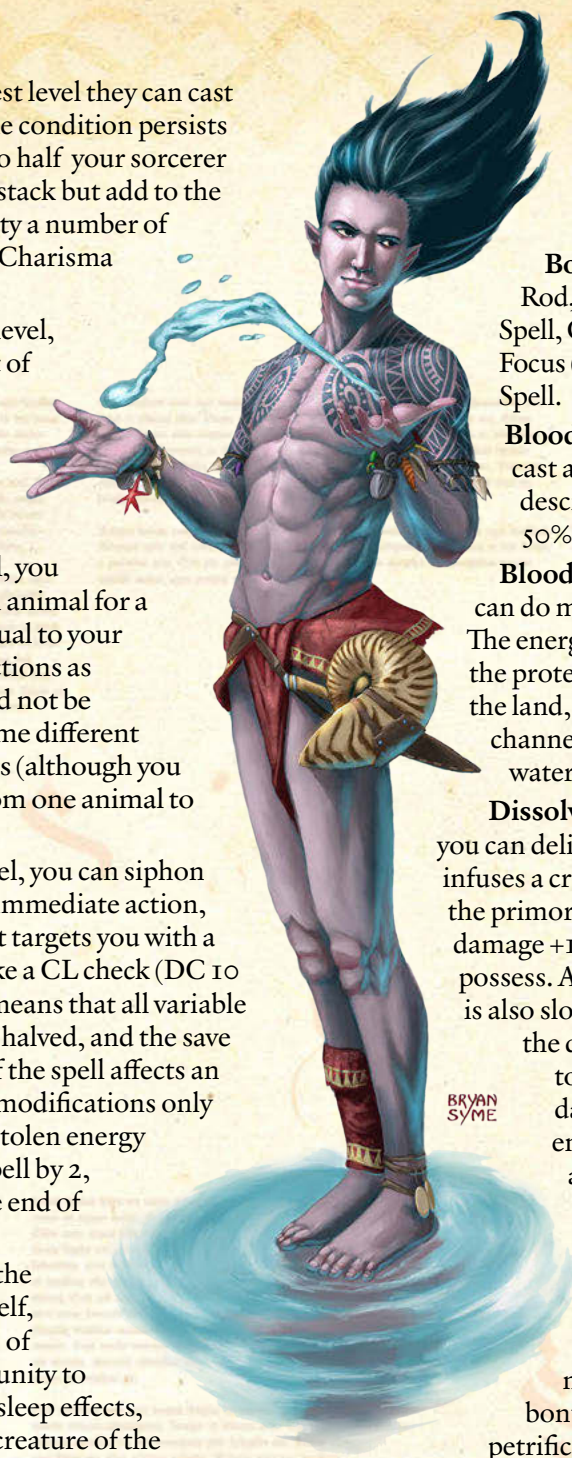 est level they can cast
e condition persists
o half your sorcerer
stack but add to the
ty a number of
Charisma
evel,
of
l, you
animal for a
ual to your
ctions as
d not be
me different
s (although you
om one animal to
el, you can siphon
immediate action,
t targets you with a
ke a CL check (DC 10
means that all variable
halved, and the save
f the spell affects an
modifications only
tolen energy
pell by 2,
e end of
the
elf,
of
unity to
sleep effects,
creature of the
Bo
Rod,
Spell, C
Focus (
Spell.
Blood
cast a
descr
50%
Blood
can do m
The energ
the prote
the land,
channe
water
Dissolv
you can deli
infuses a cr
the primor
damage +1
possess. A
is also slo
the d
to
da
en
a
m
bon
petrific
BRYAN
SYME